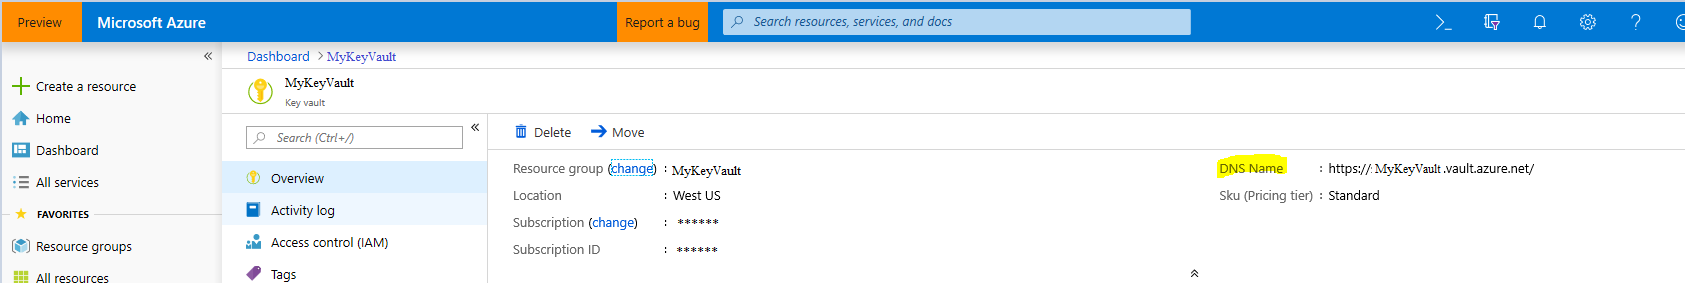 Preview Microsoft Azure Report a bug Search resources, services, and docs
Dashboard > MyKeyVault
MyKeyVault
Key vault
Create a resource
Home
Dashboard
All services
FAVORITES
Resource groups
All resources
Search (Ctrl+/)
Overview
Activity log
Access control (IAM)
Tags
Delete Move
Resource group (change) : MyKeyVault
Location : West US
Subscription (change) : ******
Subscription ID : ******
DNS Name : https:// MyKeyVault .vault.azure.net/
Sku (Pricing tier) : Standard